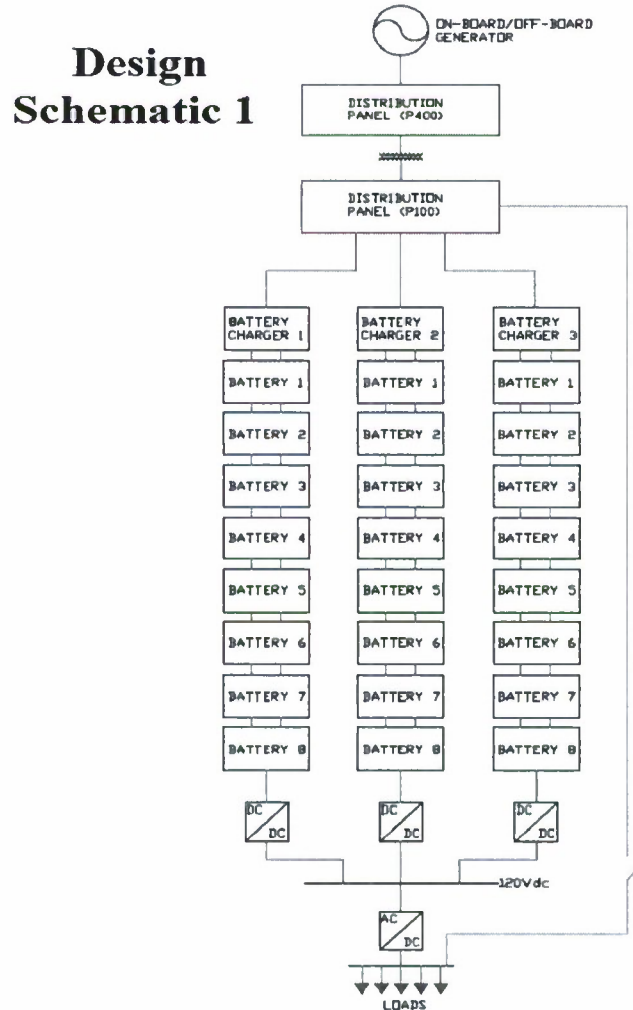 Design
Schematic 1
ON-BOARD/OFF-BOARD
GENERATOR
DISTRIBUTION
PANEL (P400)
DISTRIBUTION
PANEL (P100)
BATTERY
CHARGER 1
BATTERY
CHARGER 2
BATTERY
CHARGER 3
BATTERY 1
BATTERY 1
BATTERY 1
BATTERY 2
BATTERY 2
BATTERY 2
BATTERY 3
BATTERY 3
BATTERY 3
BATTERY 4
BATTERY 4
BATTERY 4
BATTERY 5
BATTERY 5
BATTERY 5
BATTERY 6
BATTERY 6
BATTERY 6
BATTERY 7
BATTERY 7
BATTERY 7
BATTERY 8
BATTERY 8
BATTERY 8
DC
DC
DC
DC
DC
DC
120Vdc
AC
DC
LOADS